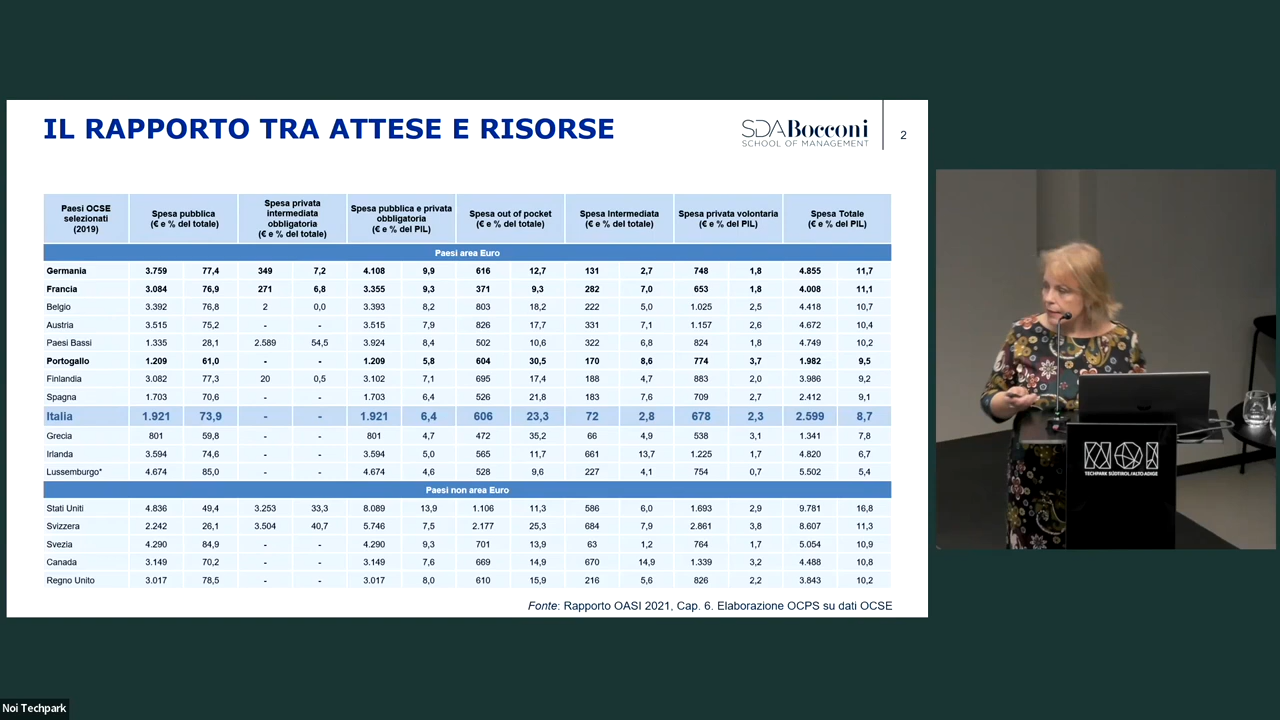 IL RAPPORTO TRA ATTESE E RISORSE
SDA Bocconi
SCHOOL OF MANAGEMENT
2
Paesi OCSE selezionati (2019) Spesa pubblica (€ e % del totale) Spesa privata intermediata obbligatoria (€ e % del totale) Spesa pubblica e privata obbligatoria (€ e % del PIL) Spesa out of pocket (€ e % del totale) Spesa Intermediata (€ e % del totale) Spesa privata volontaria (€ e % del PIL) Spesa Totale (€ e % del PIL)
Paesi area Euro
Germania 3.759 77,4 349 7,2 4.108 9,9 616 12,7 131 2,7 748 1,8 4.855 11,7
Francia 3.084 76,9 271 6,8 3.355 9,3 371 9,3 282 7,0 653 1,8 4.008 11,1
Belgio 3.392 76,8 2 0,0 3.393 8,2 803 18,2 222 5,0 1.025 2,5 4.418 10,7
Austria 3.515 75,2 - - 3.515 7,9 826 17,7 331 7,1 1.157 2,6 4.672 10,4
Paesi Bassi 1.335 28,1 2.589 54,5 3.924 8,4 502 10,6 322 6,8 824 1,8 4.749 10,2
Portogallo 1.209 61,0 - - 1.209 5,8 604 30,5 170 8,6 774 3,7 1.982 9,5
Finlandia 3.082 77,3 20 0,5 3.102 7,1 695 17,4 188 4,7 883 2,0 3.986 9,2
Spagna 1.703 70,6 - - 1.703 6,4 526 21,8 183 7,6 709 2,7 2.412 9,1
Italia 1.921 73,9 - - 1.921 6,4 606 23,3 72 2,8 678 2,3 2.599 8,7
Grecia 801 59,8 - - 801 4,7 472 35,2 66 4,9 538 3,1 1.341 7,8
Irlanda 3.594 74,6 - - 3.594 5,0 565 11,7 661 13,7 1.225 1,7 4.820 6,7
Lussemburgo* 4.674 85,0 - - 4.674 4,6 528 9,6 227 4,1 754 0,7 5.502 5,4
Paesi non area Euro
Stati Uniti 4.836 49,4 3.253 33,3 8.089 13,9 1.106 11,3 586 6,0 1.693 2,9 9.781 16,8
Svizzera 2.242 26,1 3.504 40,7 5.746 7,5 2.177 25,3 684 7,9 2.861 3,8 8.607 11,3
Svezia 4.290 84,9 - - 4.290 9,3 701 13,9 63 1,2 764 1,7 5.054 10,9
Canada 3.149 70,2 - - 3.149 7,6 669 14,9 670 14,9 1.339 3,2 4.488 10,8
Regno Unito 3.017 78,5 - - 3.017 8,0 610 15,9 216 5,6 826 2,2 3.843 10,2
Fonte: Rapporto OASI 2021, Cap. 6. Elaborazione OCPS su dati OCSE
NOI
TECHPARK SÜDTIROL/ALTO ADIGE
Noi Techpark